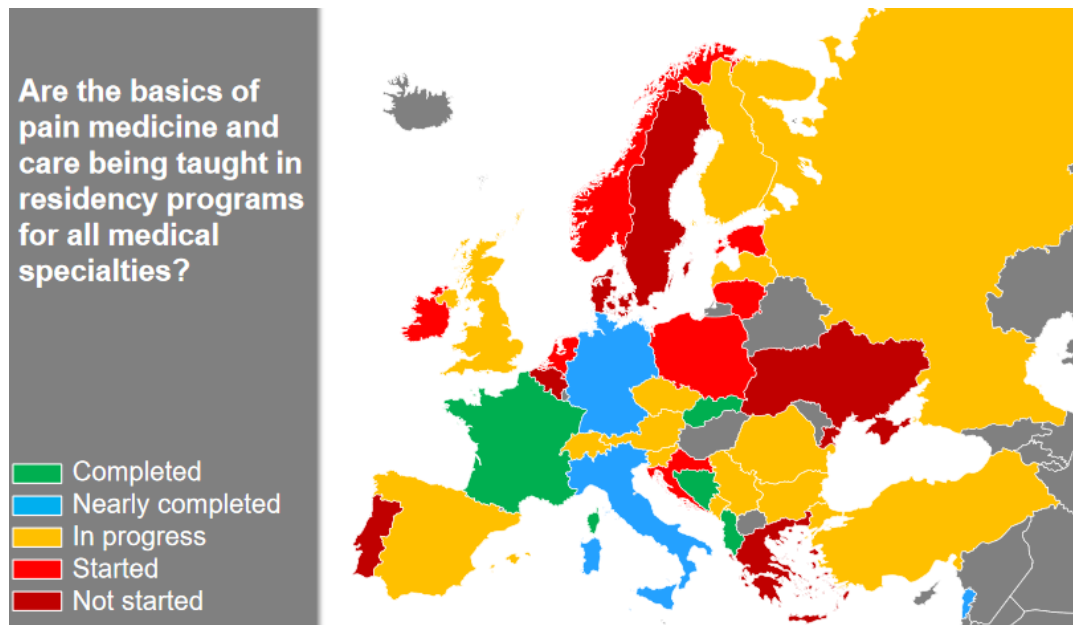 Are the basics of
pain medicine and
care being taught in
residency programs
for all medical
specialties?
Completed
Nearly completed
In progress
Started
Not started